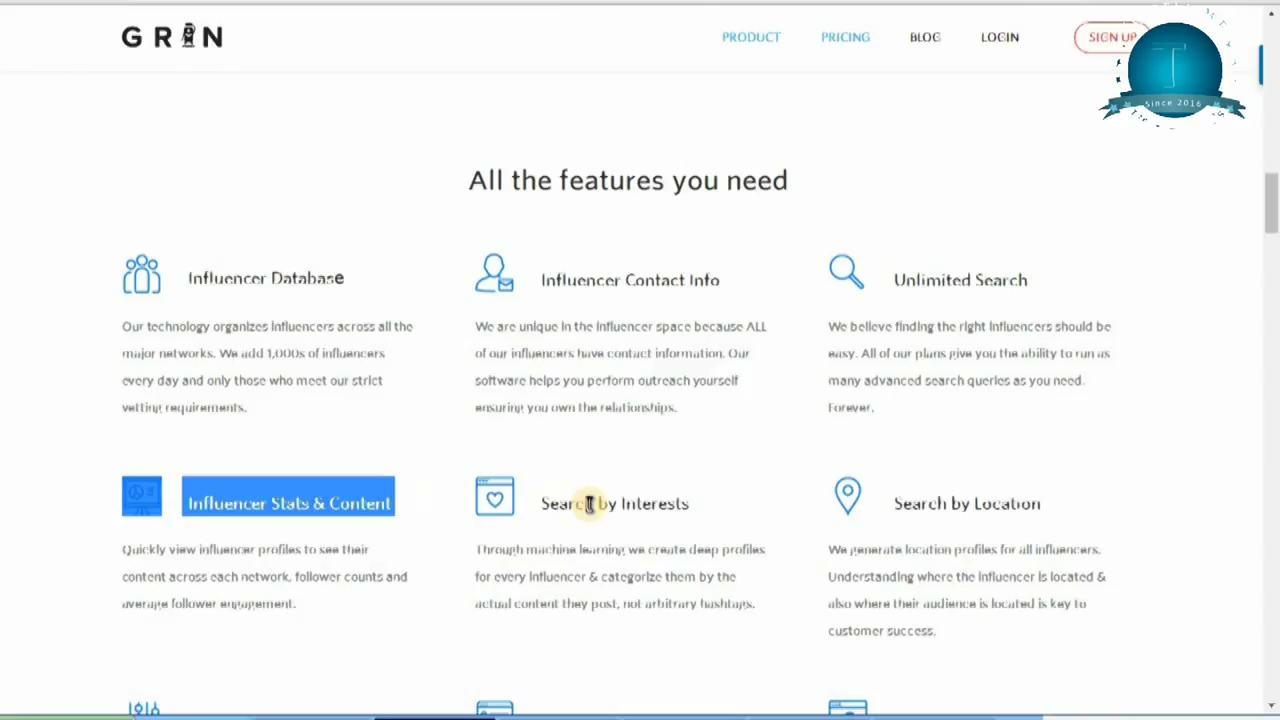 GRIN
PRODUCT
PRICING
BLOG
LOGIN
SIGN UP
Since 2016
All the features you need
Influencer Database
Our technology organizes influencers across all the
major networks. We add 1,000s of influencers
every day and only those who meet our strict
vetting requirements.
Influencer Contact Info
We are unique in the influencer space because ALL
of our influencers have contact information. Our
software helps you perform outreach yourself
ensuring you own the relationships.
Unlimited Search
We believe finding the right influencers should be
easy. All of our plans give you the ability to run as
many advanced search queries as you need.
Forever.
Influencer Stats & Content
Quickly view influencer profiles to see their
content across each network, follower counts and
average follower engagement.
Search by Interests
Through machine learning we create deep profiles
for every influencer & categorize them by the
actual content they post, not arbitrary hashtags.
Search by Location
We generate location profiles for all influencers.
Understanding where the influencer is located &
also where their audience is located is key to
customer success.